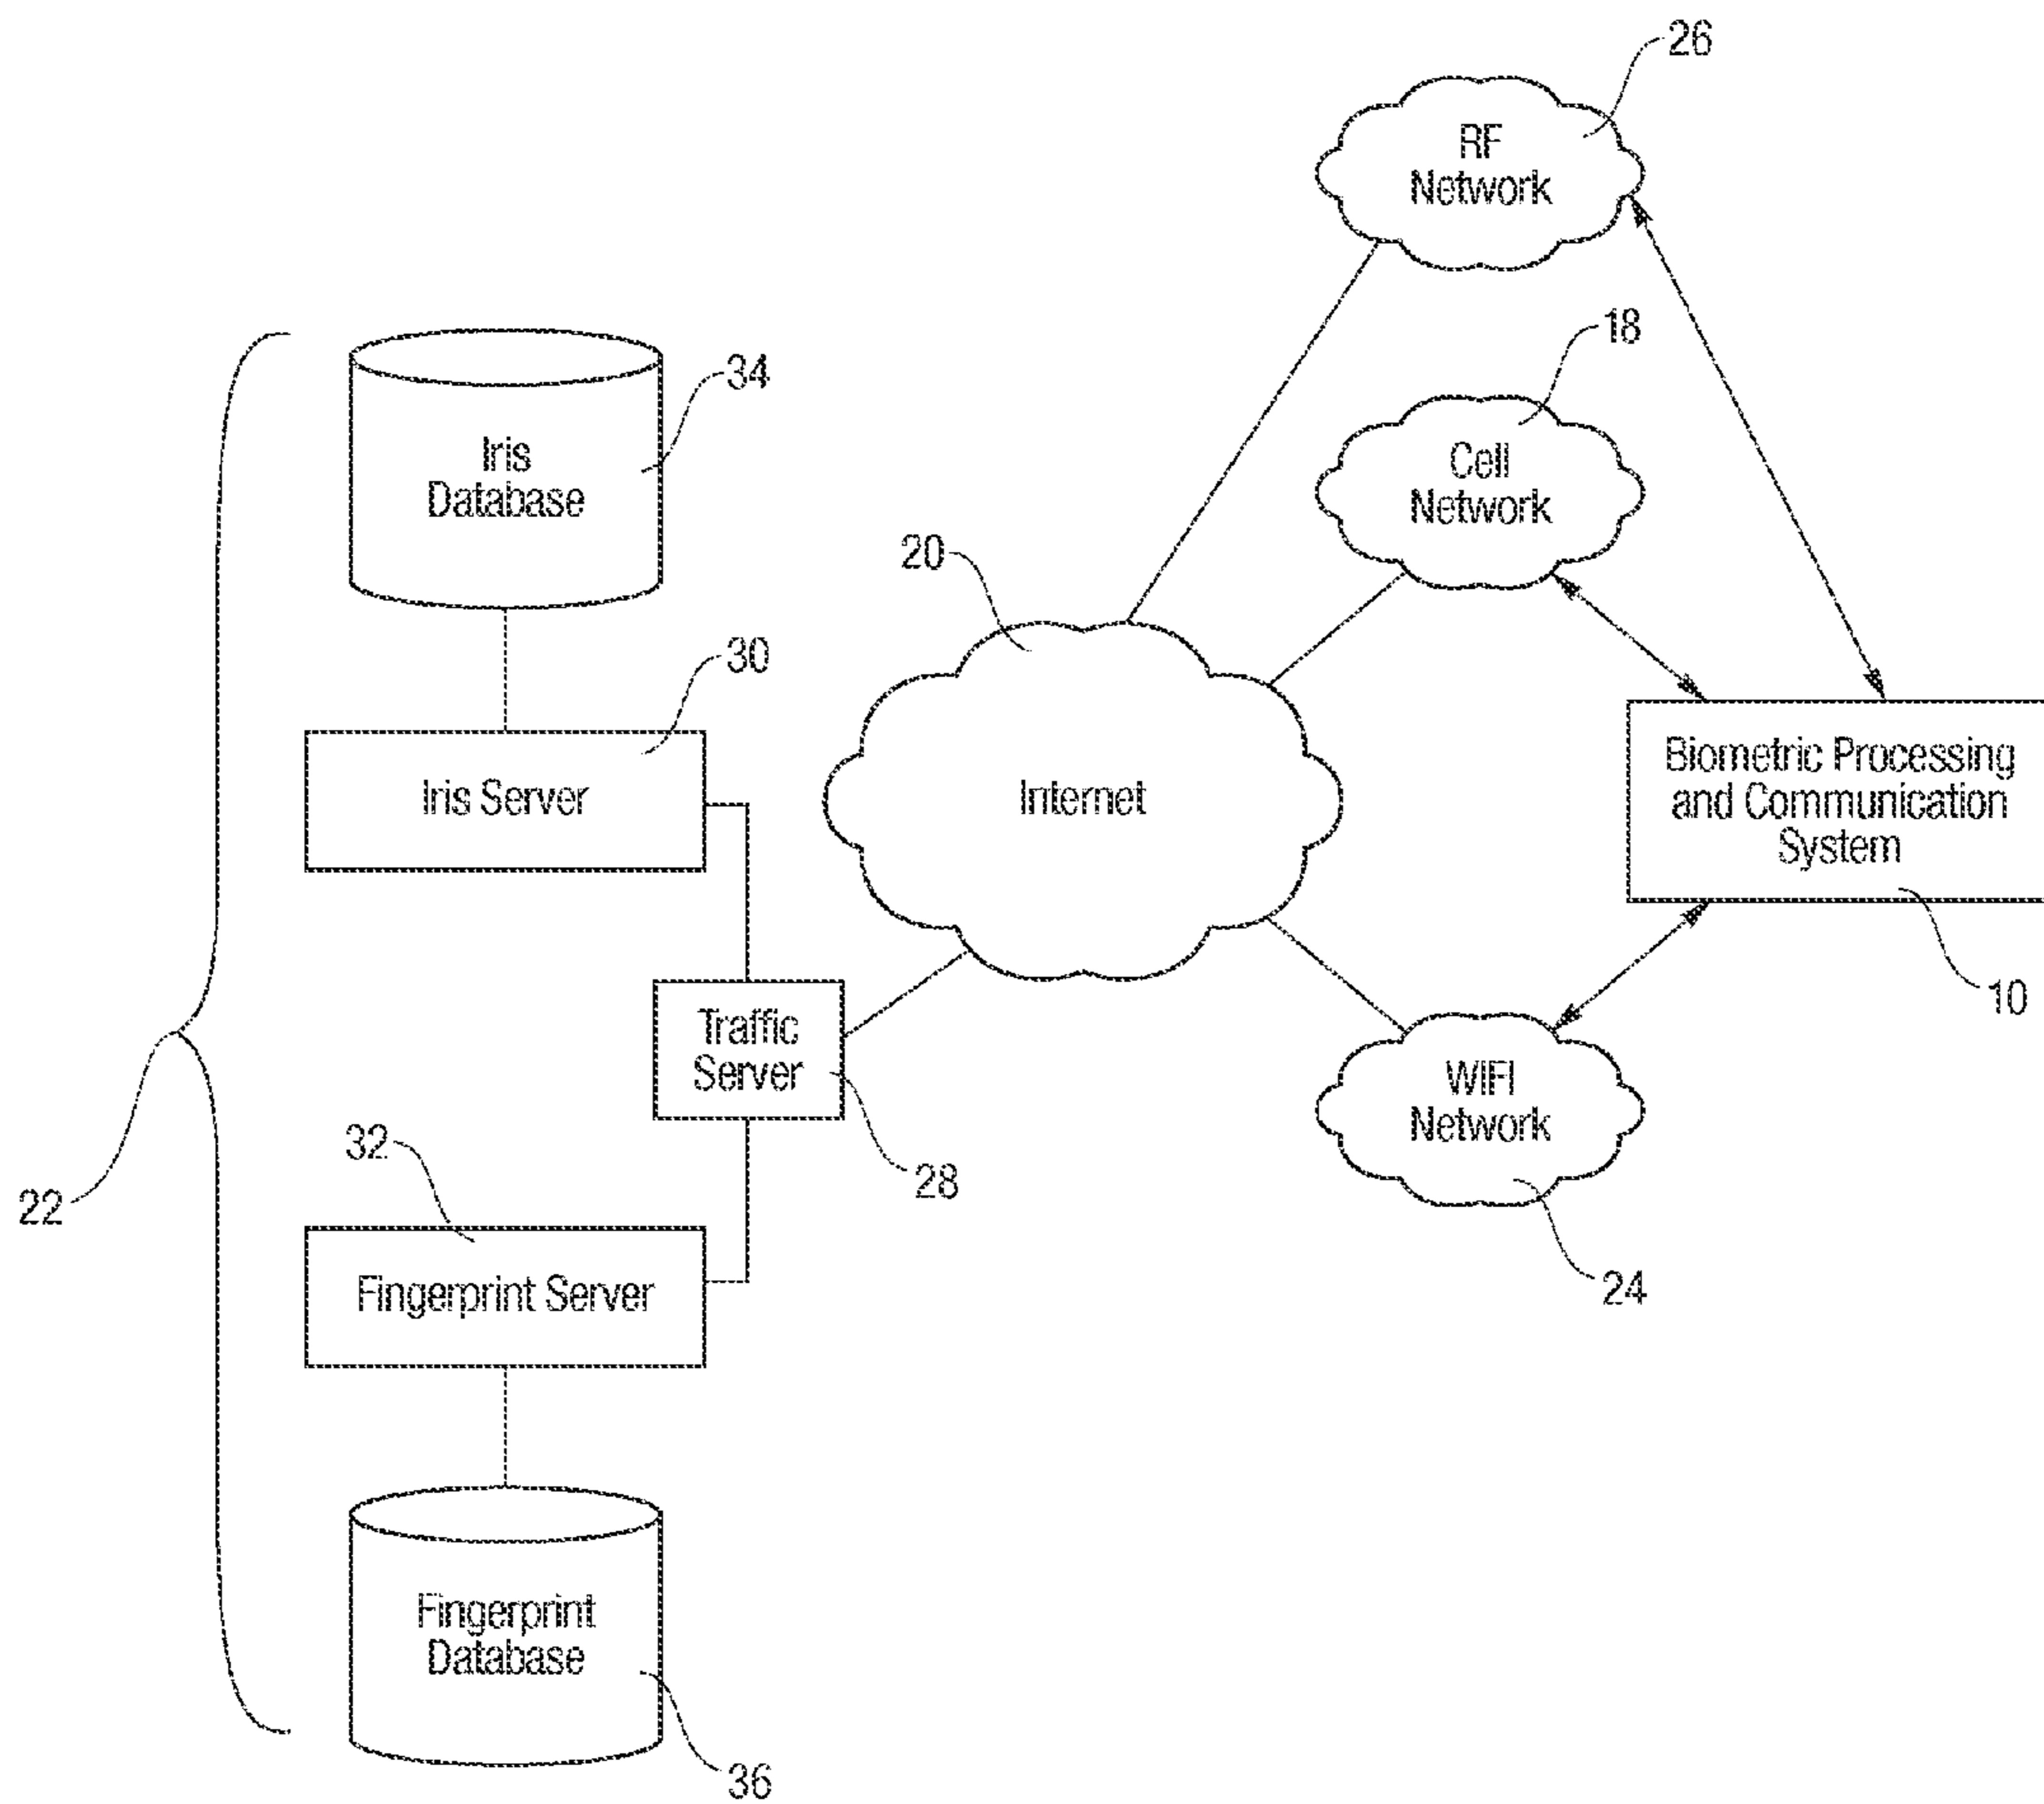 26
RF
Network
18
34
Cell
Network
Iris
Database
20
30
Biometric Processing
and Communication
System
Iris Server
Internet
10
Traffic
Server
WIFI
Network
32
28
22
24
Fingerprint Server
Fingerprint
Database
36